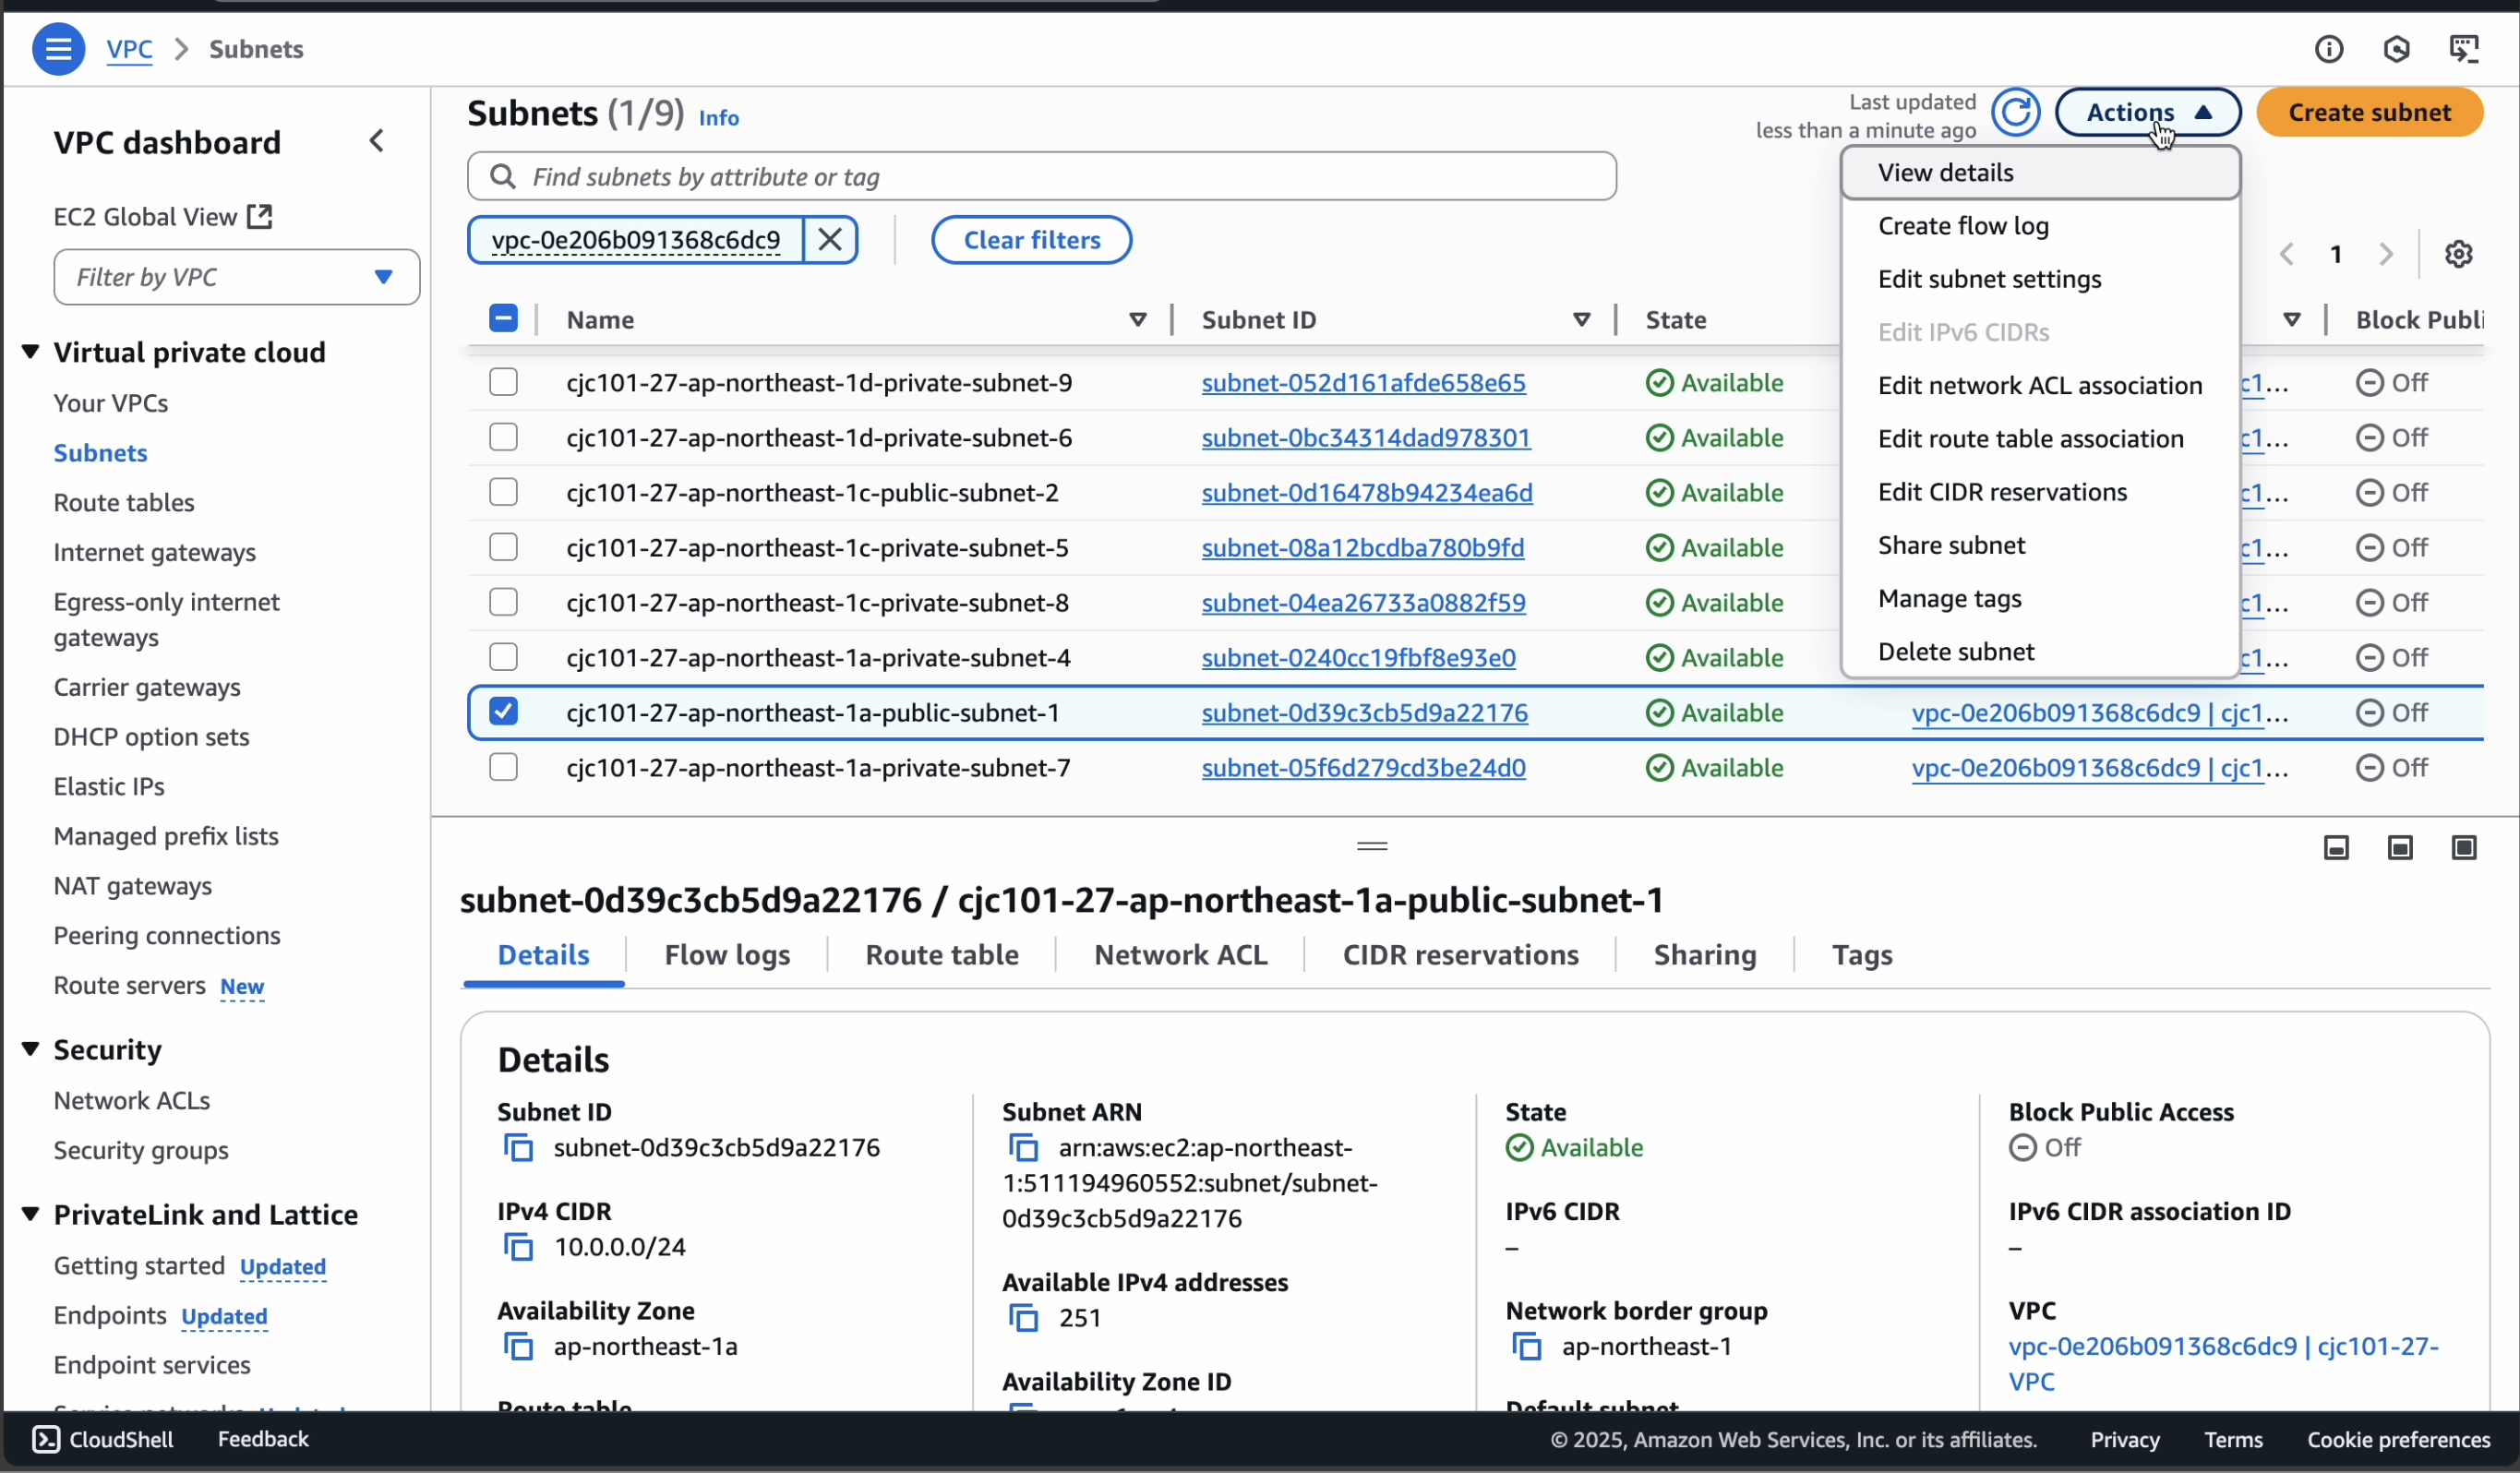 VPC > Subnets
VPC dashboard
EC2 Global View
Filter by VPC
Virtual private cloud
Your VPCs
Subnets
Route tables
Internet gateways
Egress-only internet
gateways
Carrier gateways
DHCP option sets
Elastic IPs
Managed prefix lists
NAT gateways
Peering connections
Route servers New
Security
Network ACLs
Security groups
PrivateLink and Lattice
Getting started Updated
Endpoints Updated
Endpoint services
Subnets (1/9) Info
Last updated
less than a minute ago
Actions
Create subnet
Find subnets by attribute or tag
vpc-0e206b091368c6dc9
Clear filters
1
View details
Create flow log
Edit subnet settings
Edit IPv6 CIDRs
Edit network ACL association
Edit route table association
Edit CIDR reservations
Share subnet
Manage tags
Delete subnet
Name Subnet ID State Block Publi
cjc101-27-ap-northeast-1d-private-subnet-9 subnet-052d161afde658e65 Available c1... Off
cjc101-27-ap-northeast-1d-private-subnet-6 subnet-0bc34314dad978301 Available c1... Off
cjc101-27-ap-northeast-1c-public-subnet-2 subnet-0d16478b94234ea6d Available c1... Off
cjc101-27-ap-northeast-1c-private-subnet-5 subnet-08a12bcdba780b9fd Available c1... Off
cjc101-27-ap-northeast-1c-private-subnet-8 subnet-04ea26733a0882f59 Available c1... Off
cjc101-27-ap-northeast-1a-private-subnet-4 subnet-0240cc19fbf8e93e0 Available c1... Off
cjc101-27-ap-northeast-1a-public-subnet-1 subnet-0d39c3cb5d9a22176 Available vpc-0e206b091368c6dc9 | cjc1... Off
cjc101-27-ap-northeast-1a-private-subnet-7 subnet-05f6d279cd3be24d0 Available vpc-0e206b091368c6dc9 | cjc1... Off
subnet-0d39c3cb5d9a22176 / cjc101-27-ap-northeast-1a-public-subnet-1
Details Flow logs Route table Network ACL CIDR reservations Sharing Tags
Details
Subnet ID
subnet-0d39c3cb5d9a22176
IPv4 CIDR
10.0.0.0/24
Availability Zone
ap-northeast-1a
Route table
Subnet ARN
arn:aws:ec2:ap-northeast-
1:511194960552:subnet/subnet-
0d39c3cb5d9a22176
Available IPv4 addresses
251
Availability Zone ID
State
Available
IPv6 CIDR
–
Network border group
ap-northeast-1
Default subnet
Block Public Access
Off
IPv6 CIDR association ID
–
VPC
vpc-0e206b091368c6dc9 | cjc101-27-
VPC
CloudShell Feedback © 2025, Amazon Web Services, Inc. or its affiliates. Privacy Terms Cookie preferences